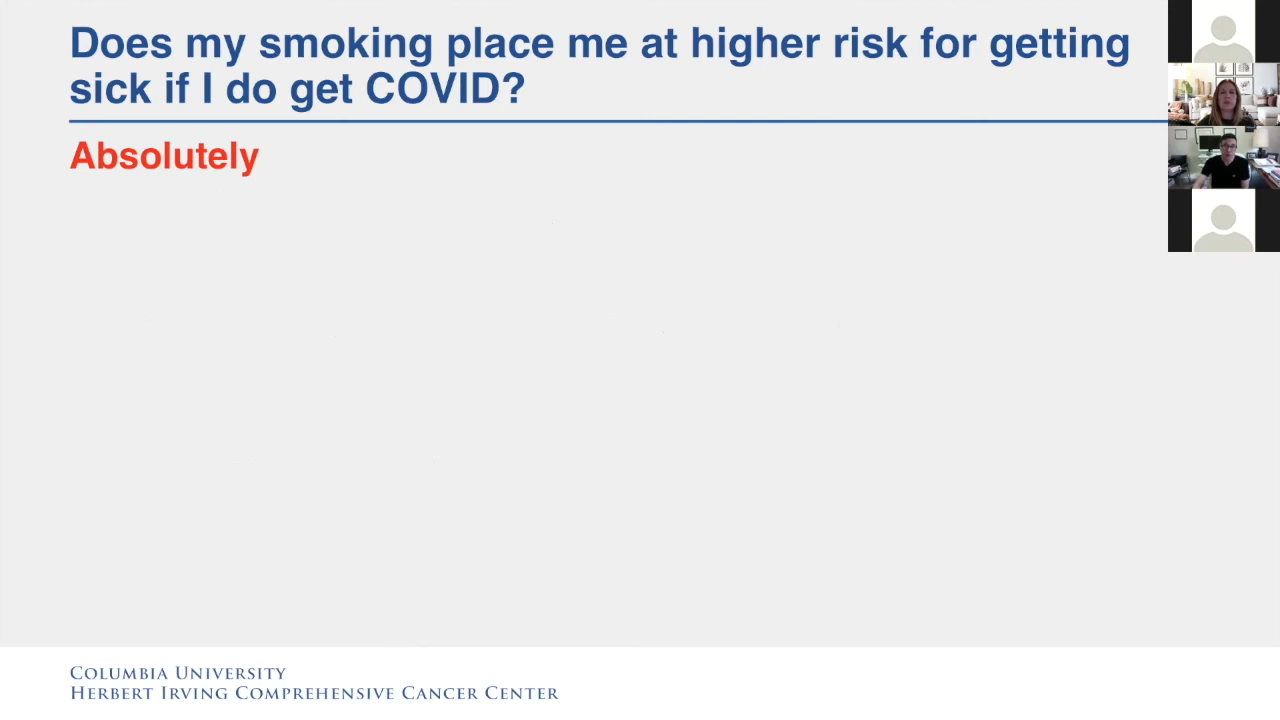 Does my smoking place me at higher risk for getting
sick if I do get COVID?
Absolutely
Columbia University
Herbert Irving Comprehensive Cancer Center